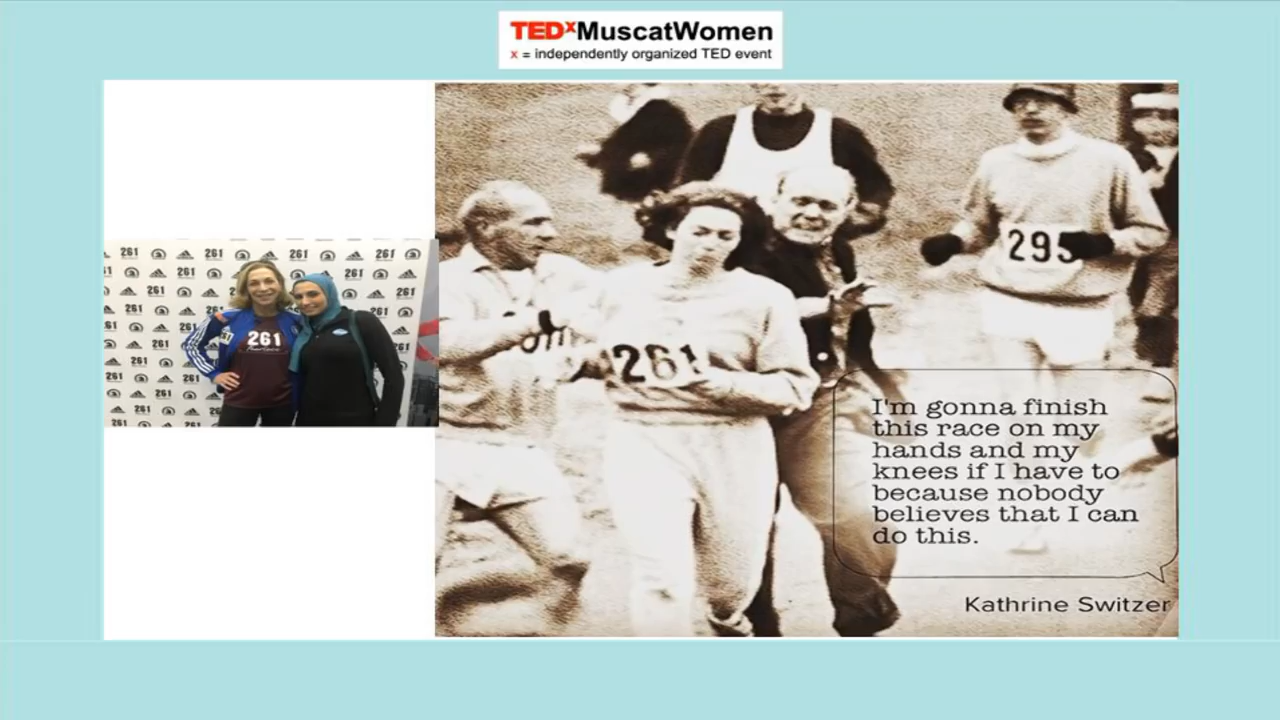 TEDxMuscatWomen
x = independently organized TED event
261
261
295
I'm gonna finish
this race on my
hands and my
knees if I have to
because nobody
believes that I can
do this.
Kathrine Switzer